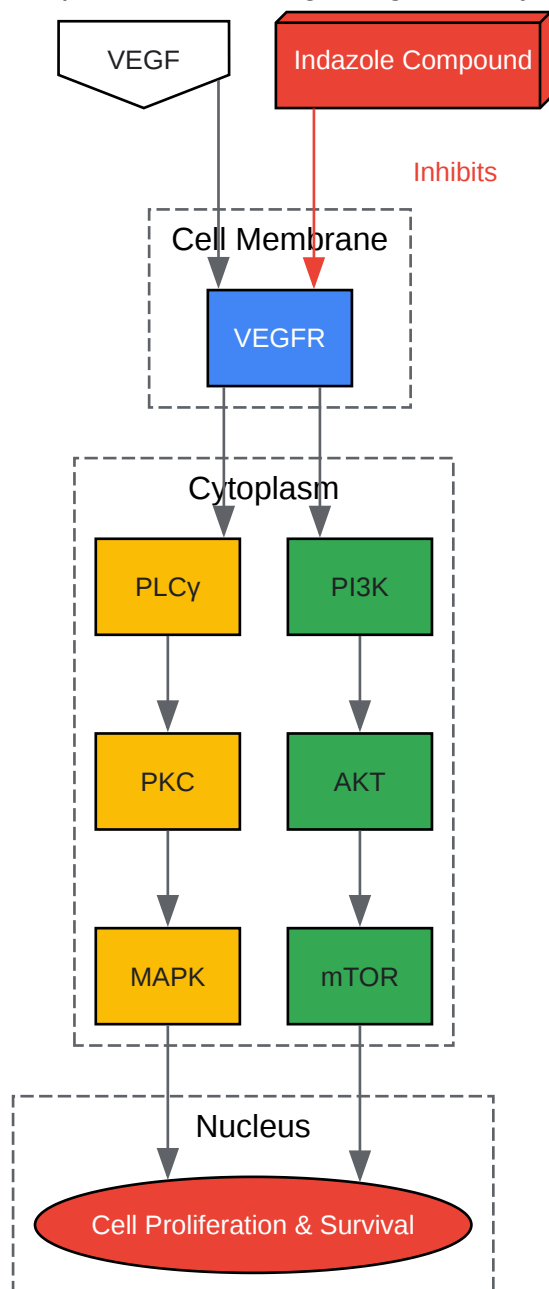 VEGF
Indazole Compound
Inhibits
Cell Membrane
VEGFR
Cytoplasm
PLCγ
PI3K
PKC
AKT
MAPK
mTOR
Nucleus
Cell Proliferation & Survival